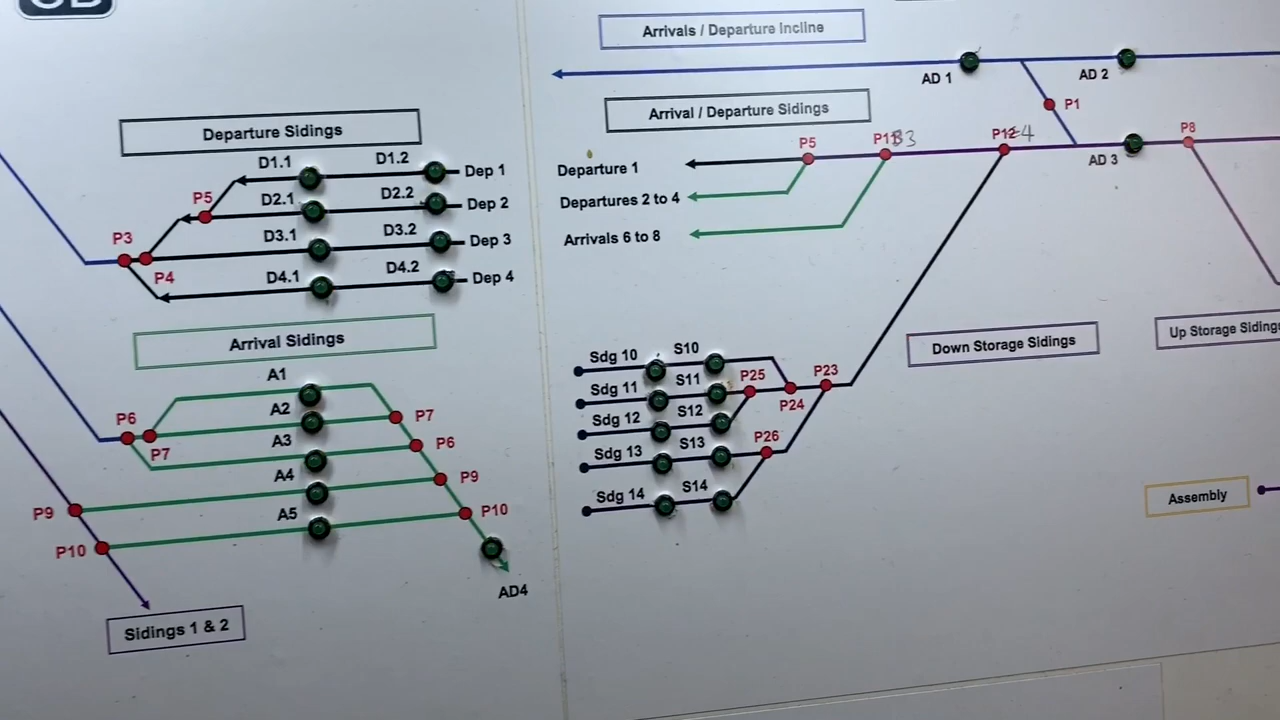 Departure Sidings
D1.1
D1.2
Dep 1
P5
D2.1
D2.2
Dep 2
P3
D3.1
D3.2
Dep 3
P4
D4.1
D4.2
Dep 4
Arrival Sidings
A1
P6
A2
P7
P7
A3
P6
A4
P9
P9
A5
P10
P10
AD4
Sidings 1 & 2
Arrivals / Departure Incline
AD 1
AD 2
Arrival / Departure Sidings
P1
P5
P8
AD 3
Departure 1
Departures 2 to 4
Arrivals 6 to 8
Down Storage Sidings
Up Storage Sidings
Sdg 10
S10
Sdg 11
S11
P25
P23
Sdg 12
S12
P24
Sdg 13
S13
P26
Sdg 14
S14
Assembly